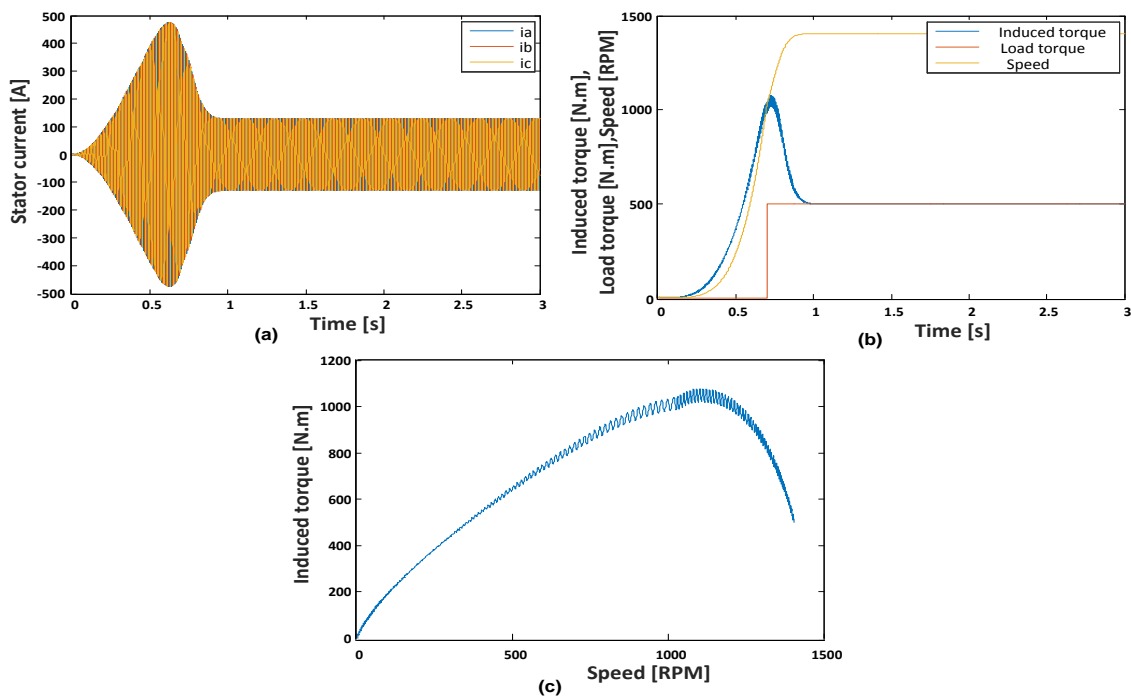 500
400
300
200
100
0
-100
-200
-300
-400
-500
0
0.5
1
1.5
2
2.5
3
Stator current [A]
Time [s]
ia
ib
ic
(a)
1500
1000
500
0
0
0.5
1
1.5
2
2.5
3
Induced torque [N.m],
Load torque [N.m],Speed [RPM]
Time [s]
Induced torque
Load torque
Speed
(b)
1200
1000
800
600
400
200
0
0
500
1000
1500
Induced torque [N.m]
Speed [RPM]
(c)